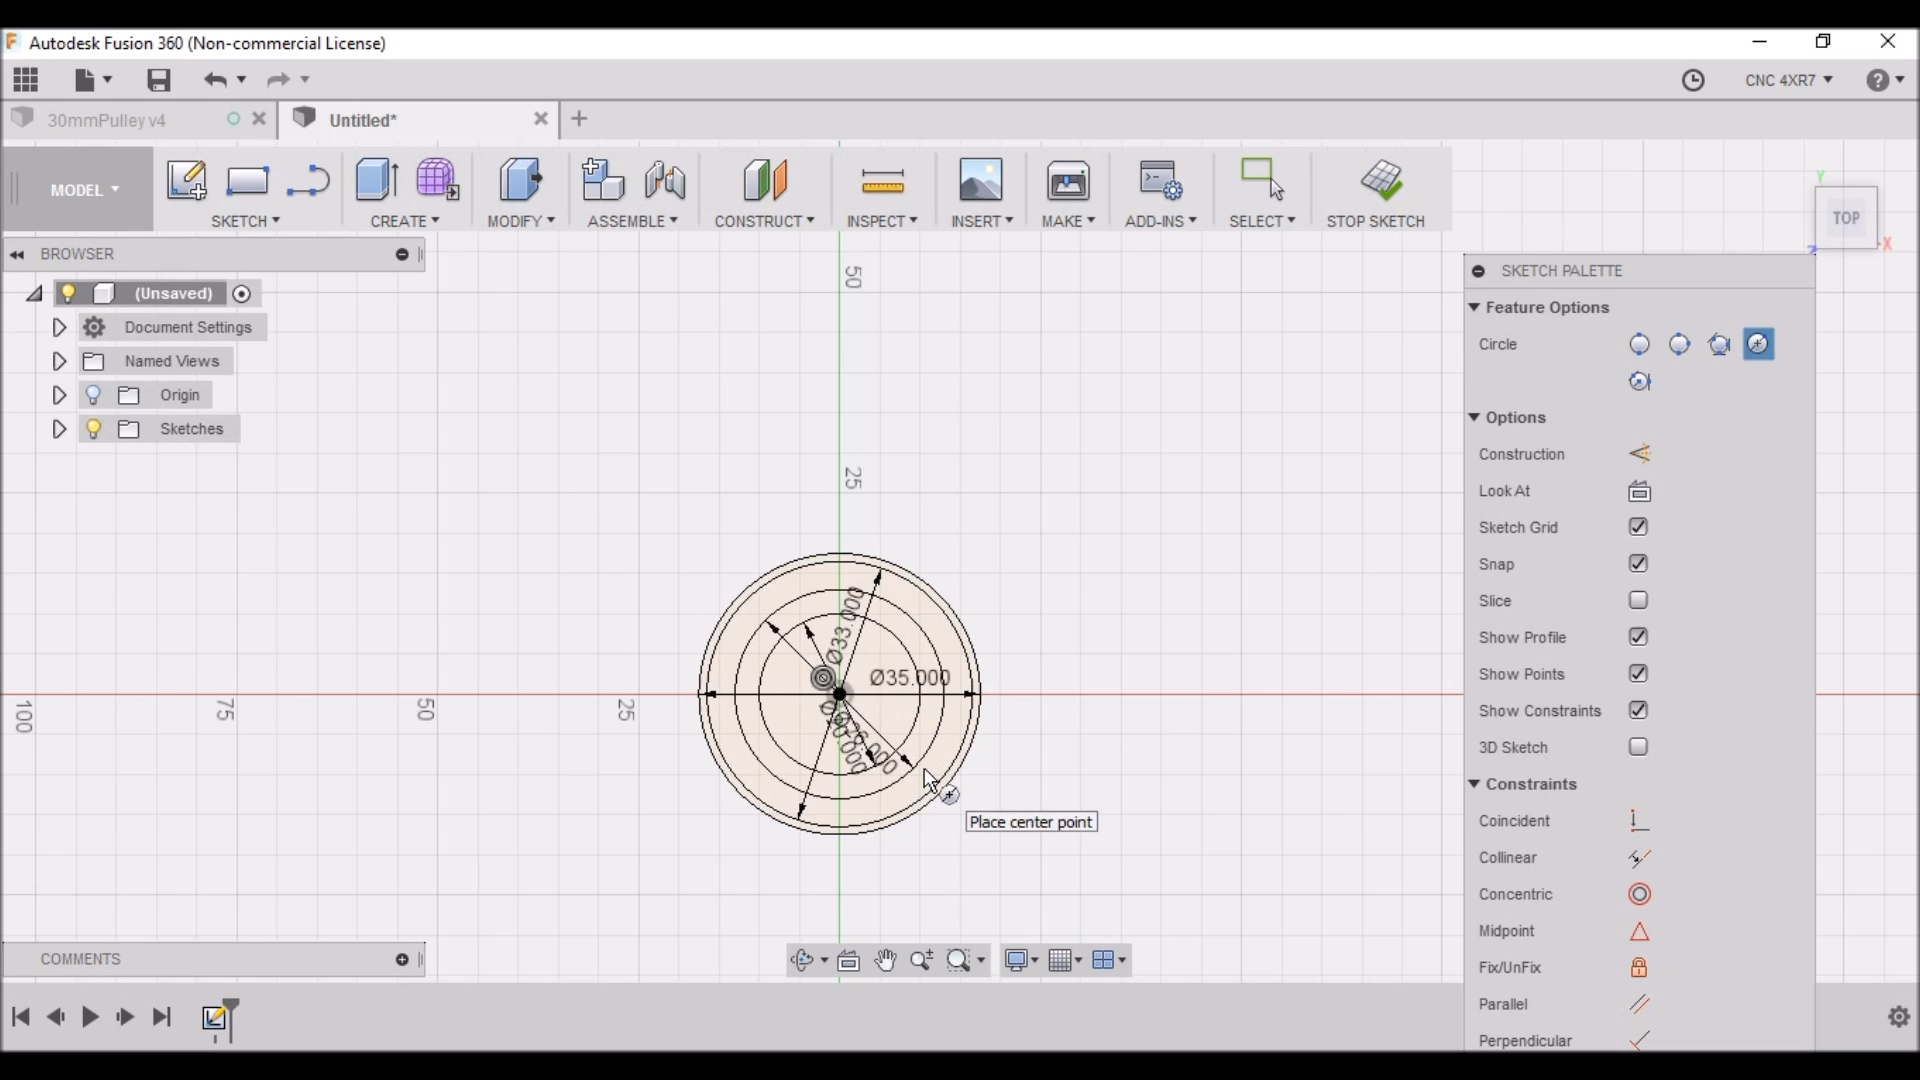 Autodesk Fusion 360 (Non-commercial License)
CNC 4XR7
30mmPulley v4
Untitled*
MODEL
SKETCH
CREATE
MODIFY
ASSEMBLE
CONSTRUCT
INSPECT
INSERT
MAKE
ADD-INS
SELECT
STOP SKETCH
TOP
Y
X
Z
BROWSER
(Unsaved)
Document Settings
Named Views
Origin
Sketches
50
25
100
75
50
25
Ø33.000
Ø35.000
Place center point
SKETCH PALETTE
Feature Options
Circle
Options
Construction
Look At
Sketch Grid
Snap
Slice
Show Profile
Show Points
Show Constraints
3D Sketch
Constraints
Coincident
Collinear
Concentric
Midpoint
Fix/UnFix
Parallel
Perpendicular
COMMENTS